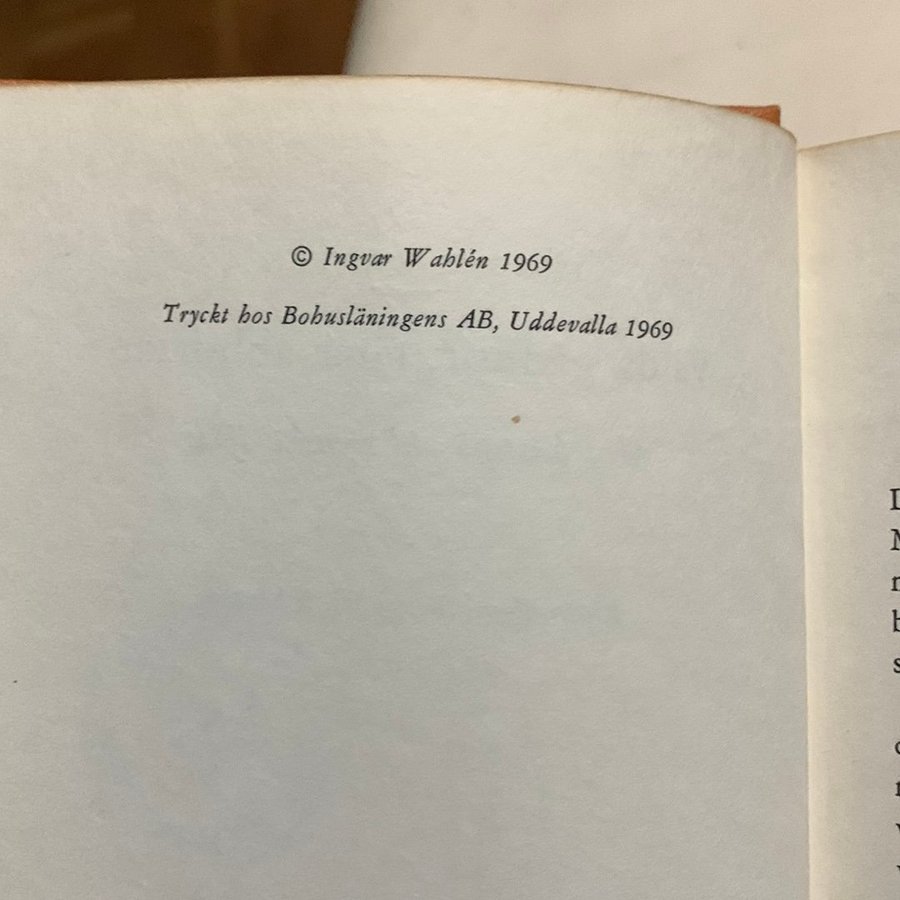 © Ingvar Wahlén 1969
Tryckt hos Bohusläningens AB, Uddevalla 1969